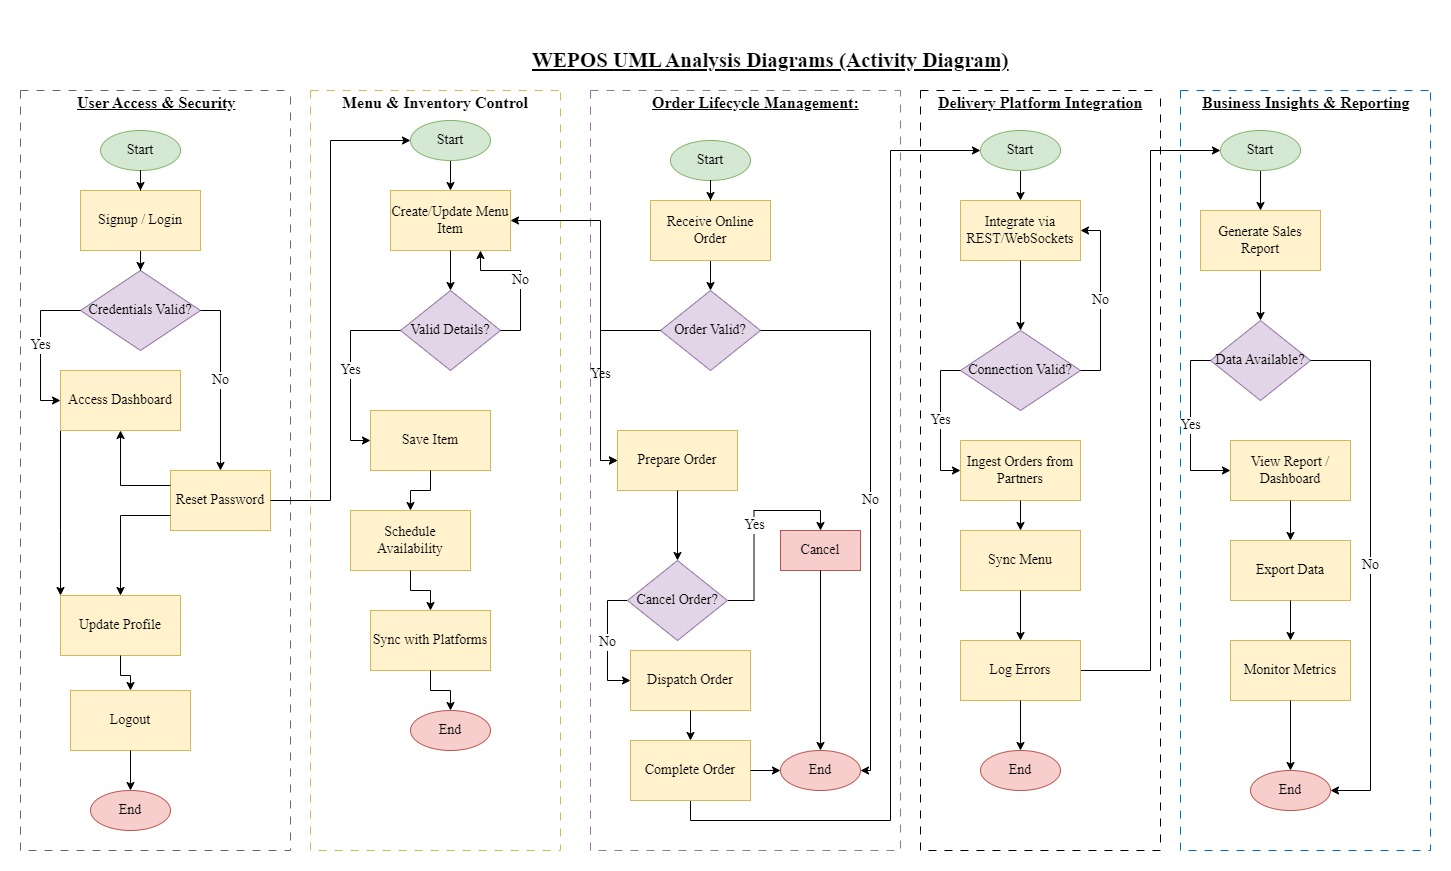 WEPOS UML Analysis Diagrams (Activity Diagram)
User Access & Security
Start
Signup / Login
Credentials Valid?
Yes
No
Access Dashboard
Reset Password
Update Profile
Logout
End
Menu & Inventory Control
Start
Create/Update Menu
Item
No
Valid Details?
Yes
Save Item
Schedule
Availability
Sync with Platforms
End
Order Lifecycle Management:
Start
Receive Online
Order
Order Valid?
Yes
Prepare Order
No
Yes
Cancel
Cancel Order?
No
Dispatch Order
Complete Order
End
Delivery Platform Integration
Start
Integrate via
REST/WebSockets
No
Connection Valid?
Yes
Ingest Orders from
Partners
Sync Menu
Log Errors
End
Business Insights & Reporting
Start
Generate Sales
Report
Data Available?
Yes
View Report /
Dashboard
Export Data
No
Monitor Metrics
End